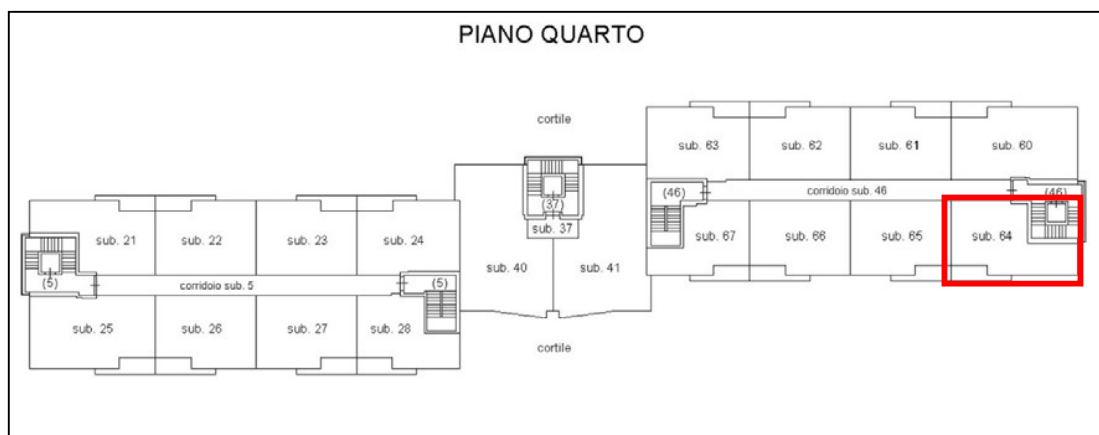 PIANO QUARTO
cortile
sub. 63
sub. 62
sub. 61
sub. 60
(46)
corridoio sub. 46
(46)
(37)
sub. 37
sub. 21
sub. 22
sub. 23
sub. 24
sub. 40
sub. 41
sub. 67
sub. 66
sub. 65
sub. 64
(5)
corridoio sub. 5
(5)
sub. 25
sub. 26
sub. 27
sub. 28
cortile